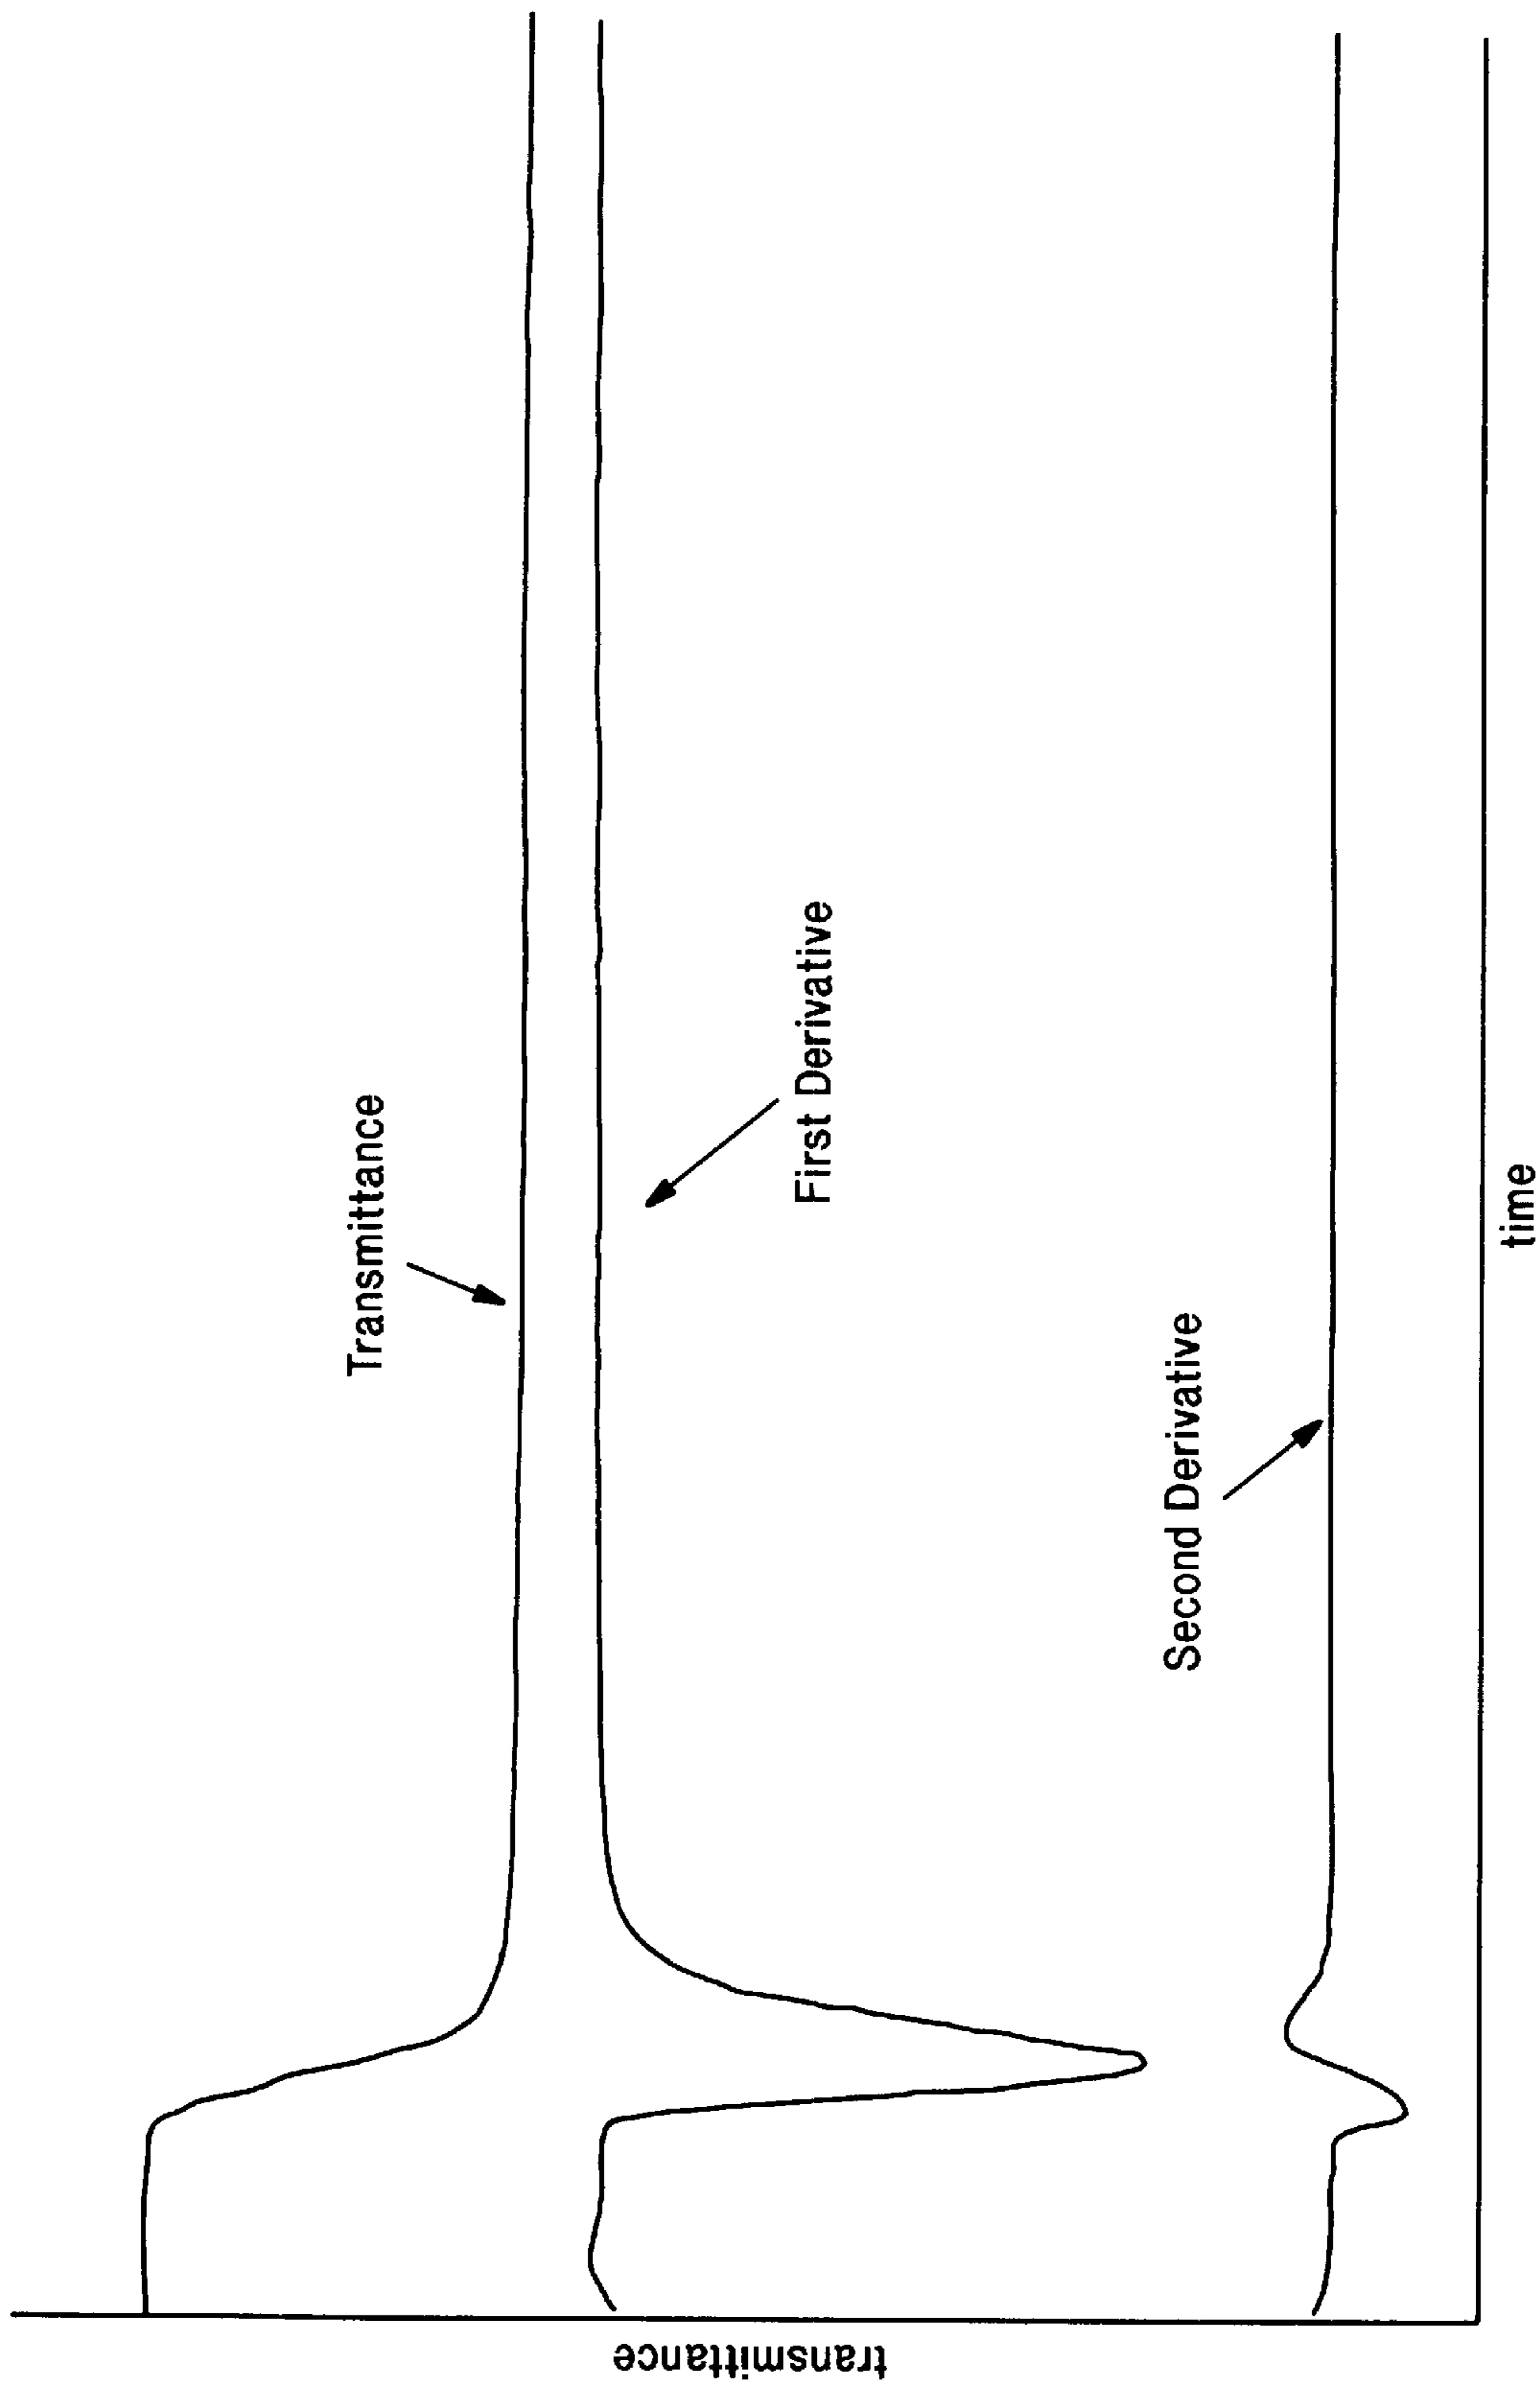 Transmittance
First Derivative
Second Derivative
transmittance
time